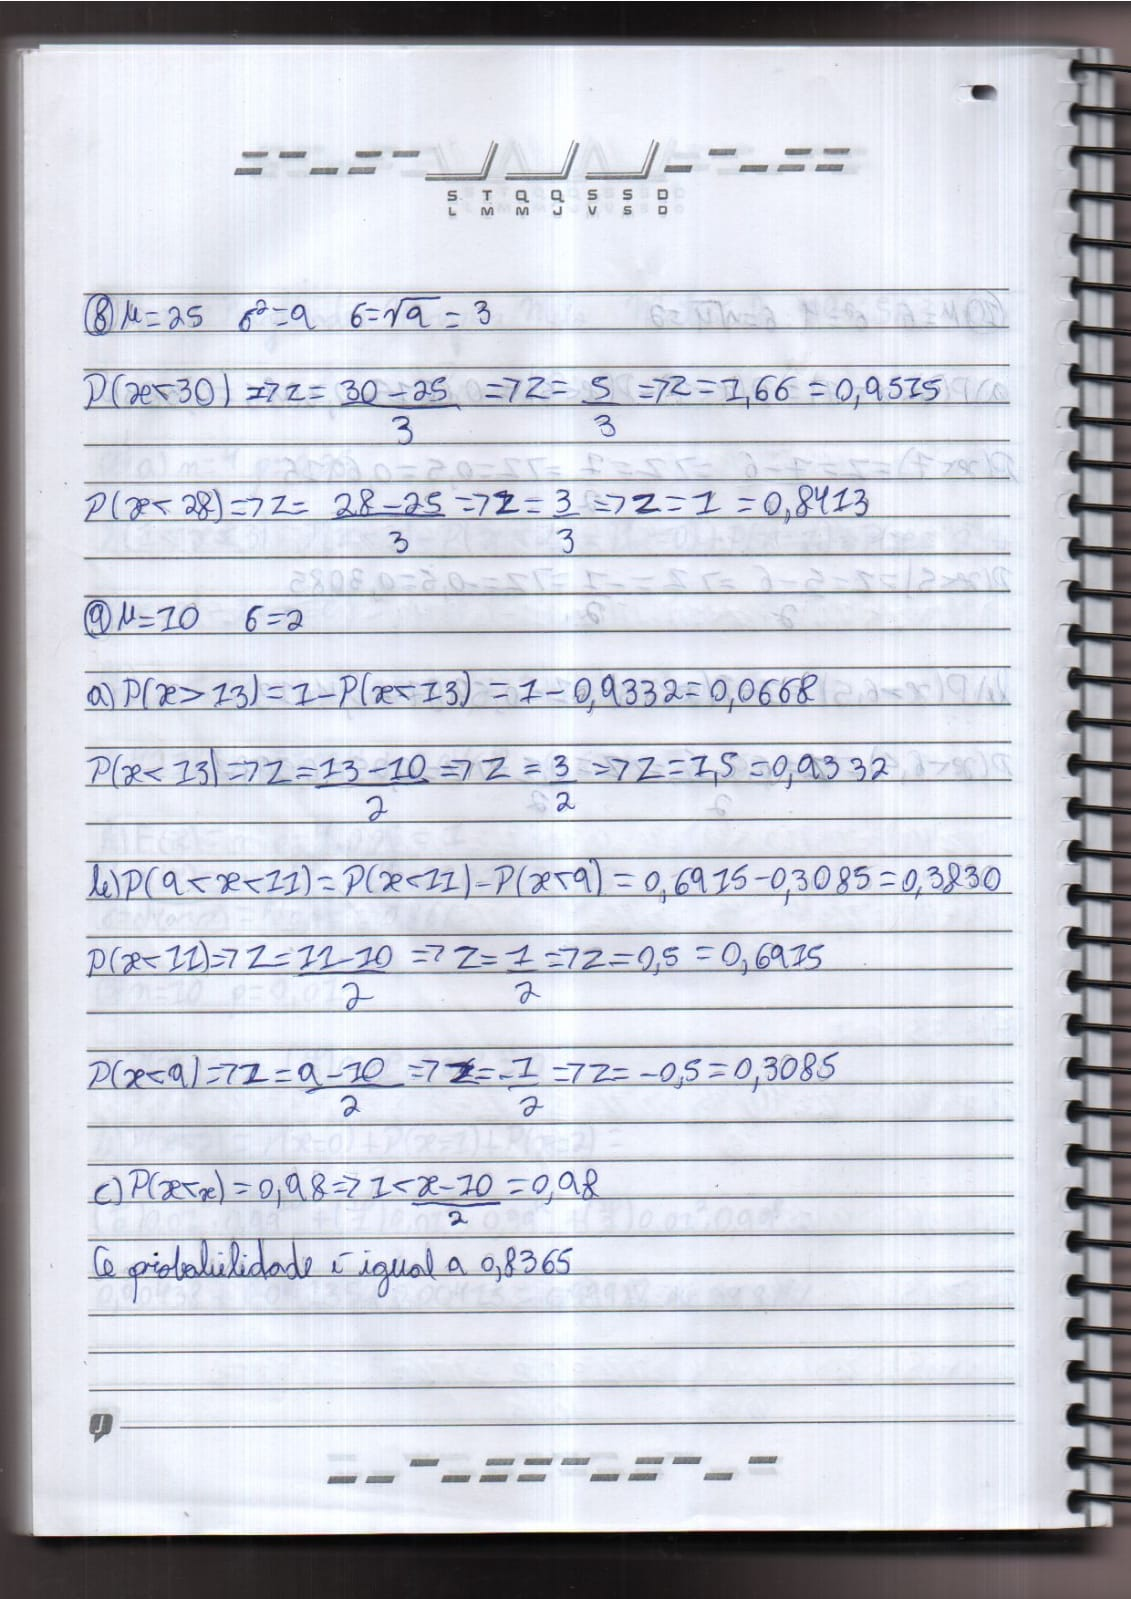 S T Q Q S S D
L M M J V S D
⑧ μ=25 σ²=9 σ=√9 = 3
P(x<30) => z = 30-25/3 => z = 5/3 => z = 1,66 = 0,9515
P(x<28) => z = 28-25/3 => z = 3/3 => z = 1 = 0,8413
⑨ μ=10 σ=2
a) P(x>13) = 1-P(x<13) = 1-0,9332=0,0668
P(x<13) => z = 13-10/2 => z = 3/2 => z = 1,5 = 0,9332
b) P(9<x<11) = P(x<11)-P(x<9) = 0,6915-0,3085=0,3830
P(x<11) => z = 11-10/2 => z = 1/2 => z = 0,5 = 0,6915
P(x<9) => z = 9-10/2 => z = -1/2 => z = -0,5 = 0,3085
c) P(x<x) = 0,98 => z < x-10/2 = 0,98
a probabilidade é igual a 0,8365